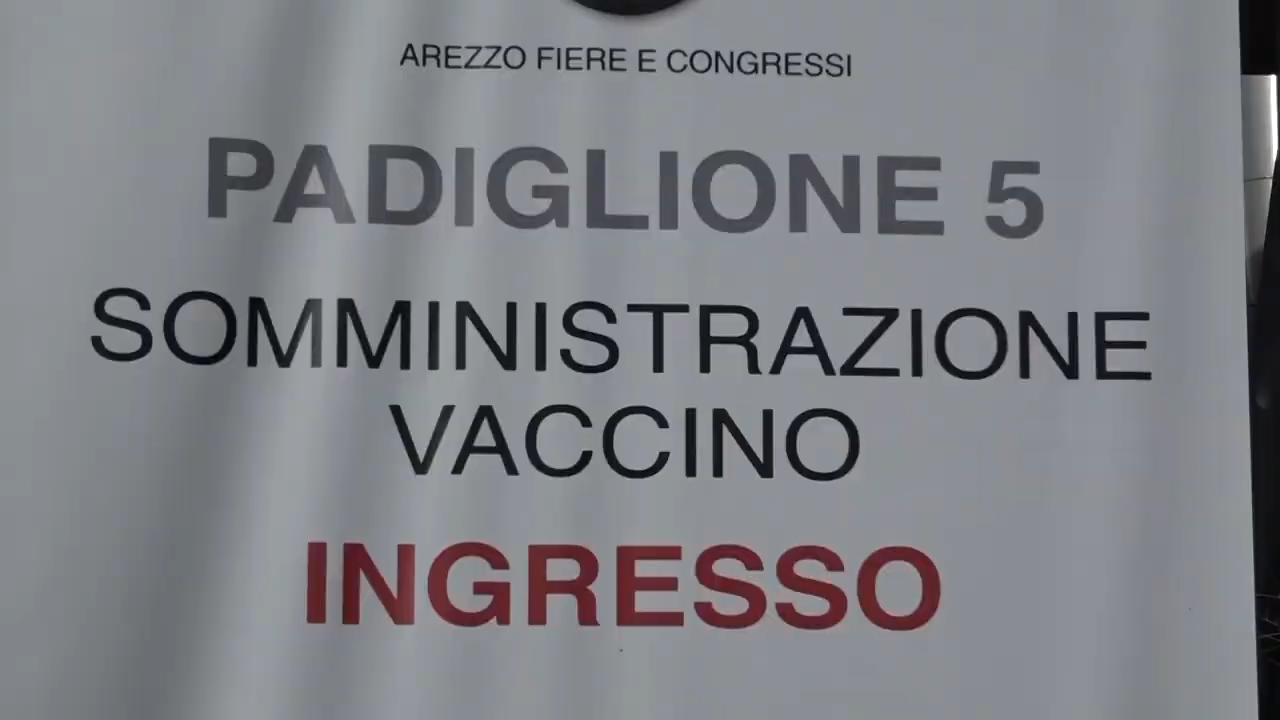 AREZZO FIERE E CONGRESSI
PADIGLIONE 5
SOMMINISTRAZIONE
VACCINO
INGRESSO